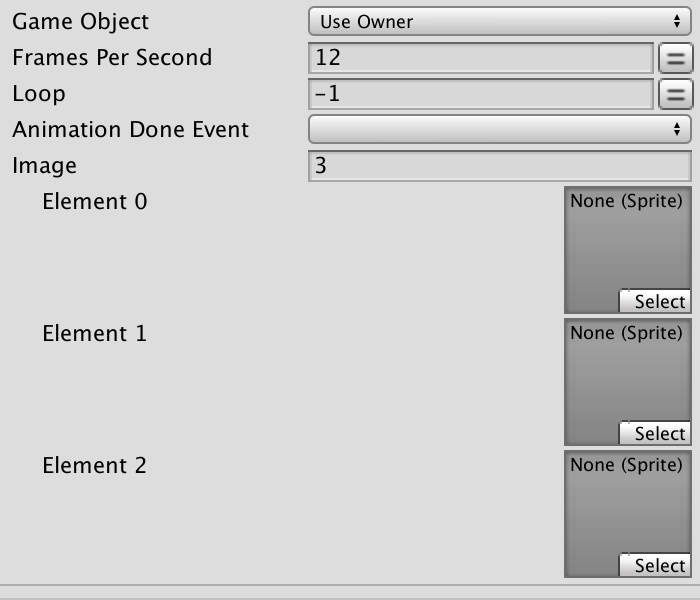 Game Object Use Owner
Frames Per Second 12
Loop -1
Animation Done Event
Image 3
Element 0 None (Sprite)
Select
Element 1 None (Sprite)
Select
Element 2 None (Sprite)
Select